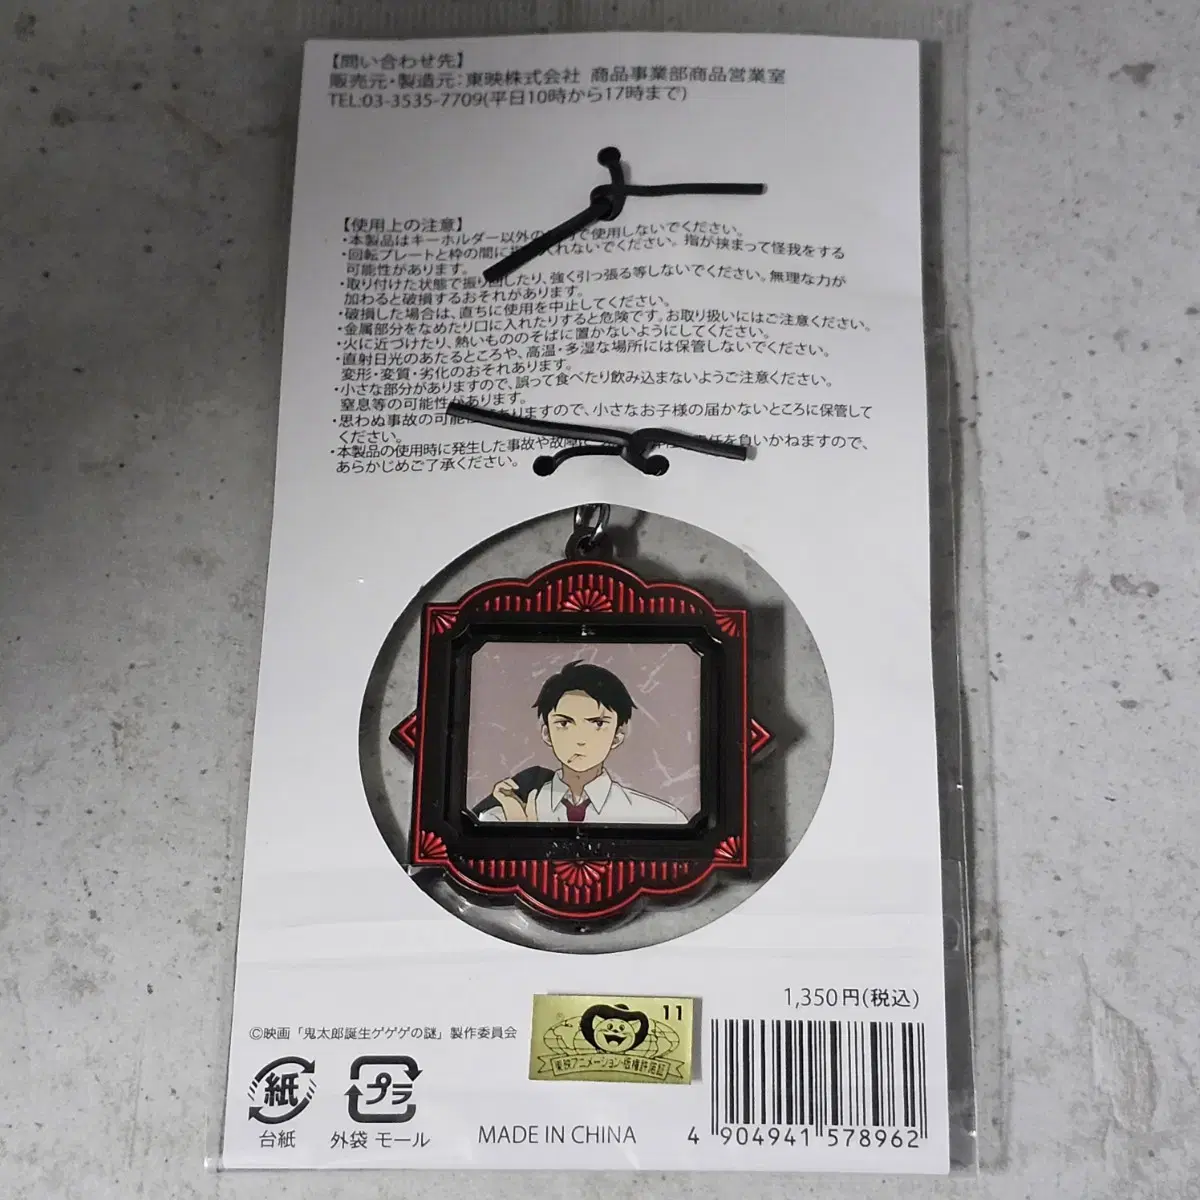 【問い合わせ先】
販売元・製造元:東映株式会社 商品事業部商品営業室
TEL:03-3535-7709(平日10時から17時まで)
【使用上の注意】
・本製品はキーホルダー以外の で使用しないでください。
・回転プレートと枠の間に 入れないでください。指が挟まって怪我をする
可能性があります。
・取り付けた状態で振り回したり、強く引っ張る等しないでください。無理な力が
加わると破損するおそれがあります。
・破損した場合は、直ちに使用を中止してください。
・金属部分をなめたり口に入れたりすると危険です。お取り扱いにはご注意ください。
・火に近づけたり、熱いもののそばに置かないようにしてください。
・直射日光のあたるところや、高温・多湿な場所には保管しないでください。
変形・変質・劣化のおそれあります。
・小さな部分がありますので、誤って食べたり飲み込まないようご注意ください。
窒息等の可能性があります。
・思わぬ事故の可能 ありますので、小さなお子様の届かないところに保管して
ください。
・本製品の使用時に発生した事故や故障 責任を負いかねますので、
あらかじめご了承ください。
1,350円(税込)
©映画「鬼太郎誕生ゲゲゲの謎」製作委員会
11
東映アニメーション・版権許諾証
紙
プラ
台紙
外袋 モール
MADE IN CHINA
4 904941 578962